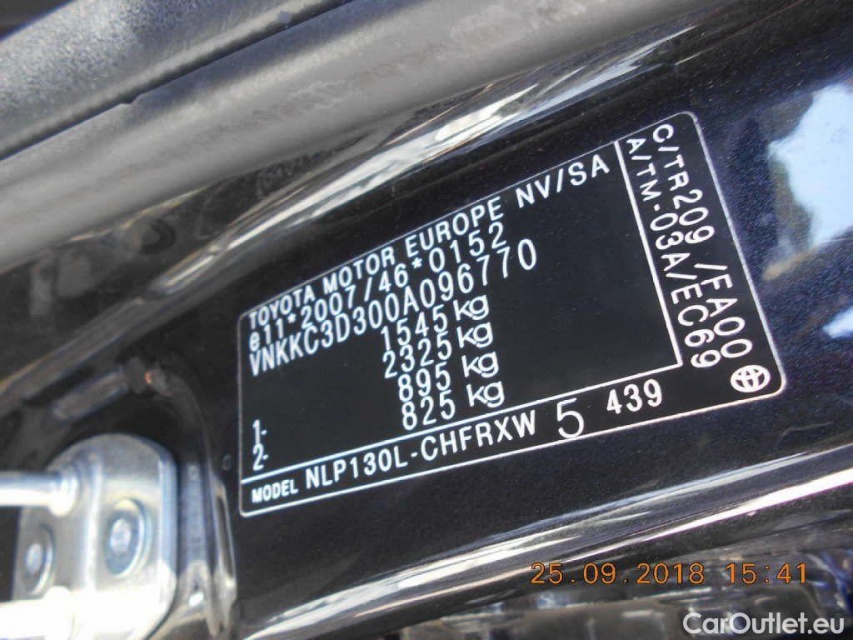 TOYOTA MOTOR EUROPE NV/SA
e11*2007/46*0152
VNKKC3D300A096770
1545 kg
2325 kg
1- 895 kg
2- 825 kg
MODEL NLP130L-CHFRXW 5 439
C/TR209 /FA00
A/TM-03A/EC69
25.09.2018 15:41
CarOutlet.eu